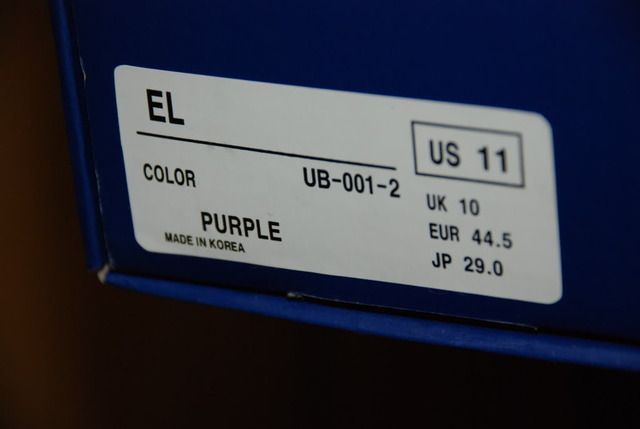 EL
US 11
COLOR UB-001-2
UK 10
PURPLE
EUR 44.5
MADE IN KOREA
JP 29.0